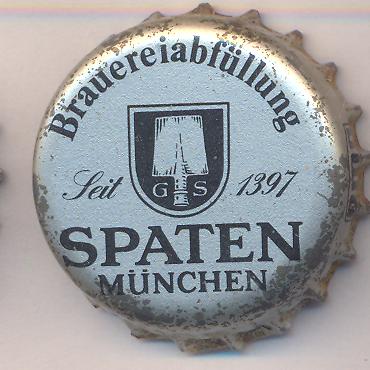 Brauereiabfüllung
G S
Seit 1397
SPATEN
MÜNCHEN